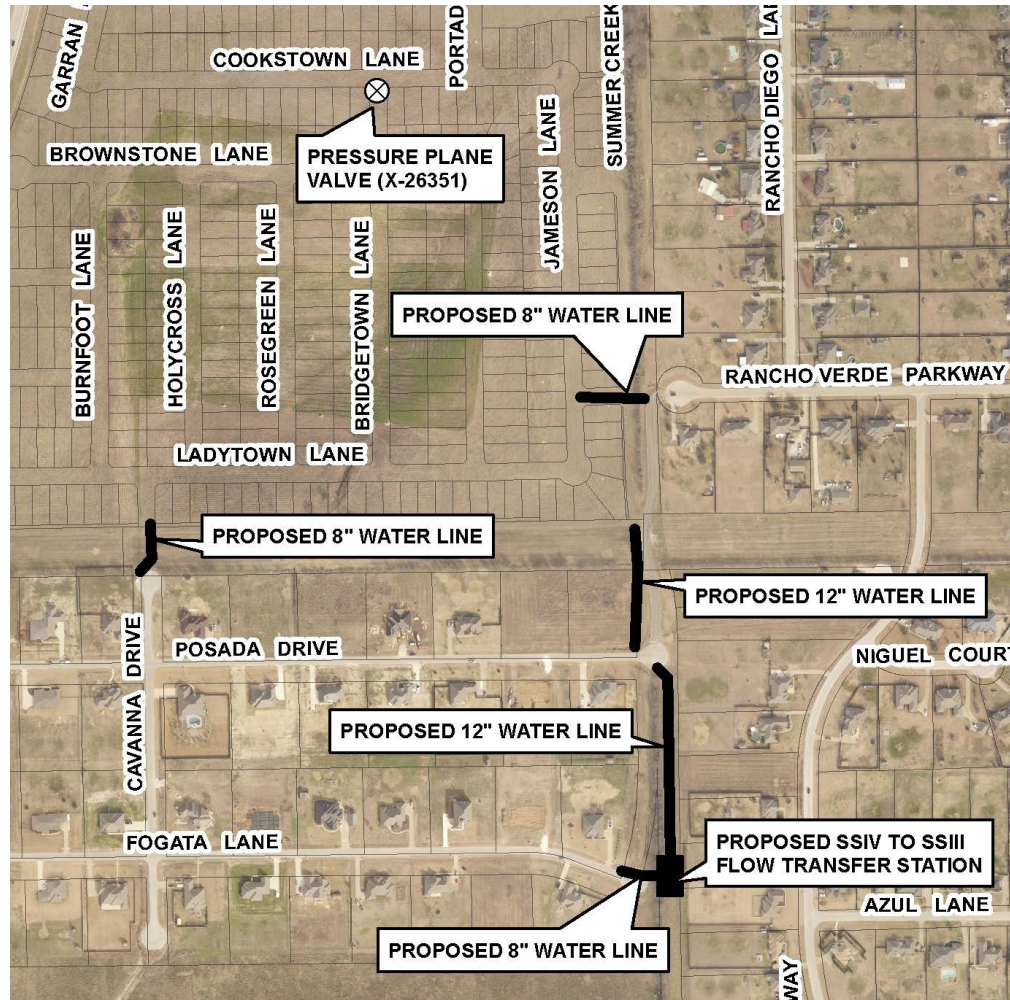 GARRAN
COOKSTOWN LANE
PORTAD
SUMMER CREEK
RANCHO DIEGO LAN
BROWNSTONE LANE
PRESSURE PLANE
VALVE (X-26351)
JAMESON LANE
BURNFOOT LANE
HOLYCROSS LANE
ROSEGREEN LANE
BRIDGETOWN LANE
PROPOSED 8" WATER LINE
RANCHO VERDE PARKWAY
LADYTOWN LANE
PROPOSED 8" WATER LINE
PROPOSED 12" WATER LINE
CAVANNA DRIVE
POSADA DRIVE
NIGUEL COURT
PROPOSED 12" WATER LINE
FOGATA LANE
PROPOSED SSIV TO SSIII
FLOW TRANSFER STATION
AZUL LANE
PROPOSED 8" WATER LINE
WAY